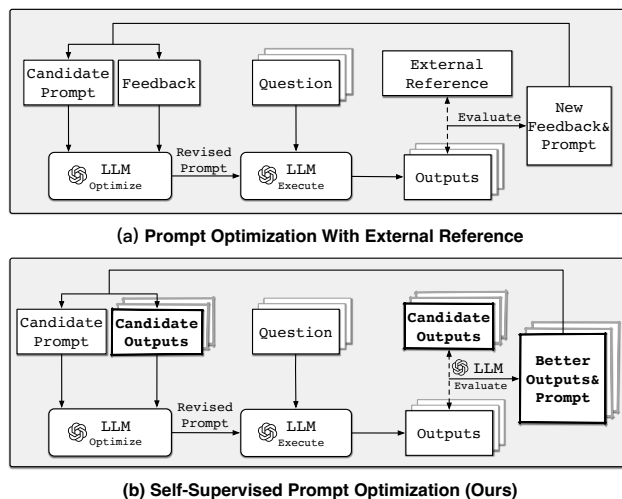 Candidate
Prompt
Feedback
Question
External
Reference
New
Feedback&
Prompt
Evaluate
LLM
Optimize
Revised
Prompt
LLM
Execute
Outputs
(a) Prompt Optimization With External Reference
Candidate
Prompt
Candidate
Outputs
Question
Candidate
Outputs
LLM
Evaluate
Better
Outputs&
Prompt
LLM
Optimize
Revised
Prompt
LLM
Execute
Outputs
(b) Self-Supervised Prompt Optimization (Ours)